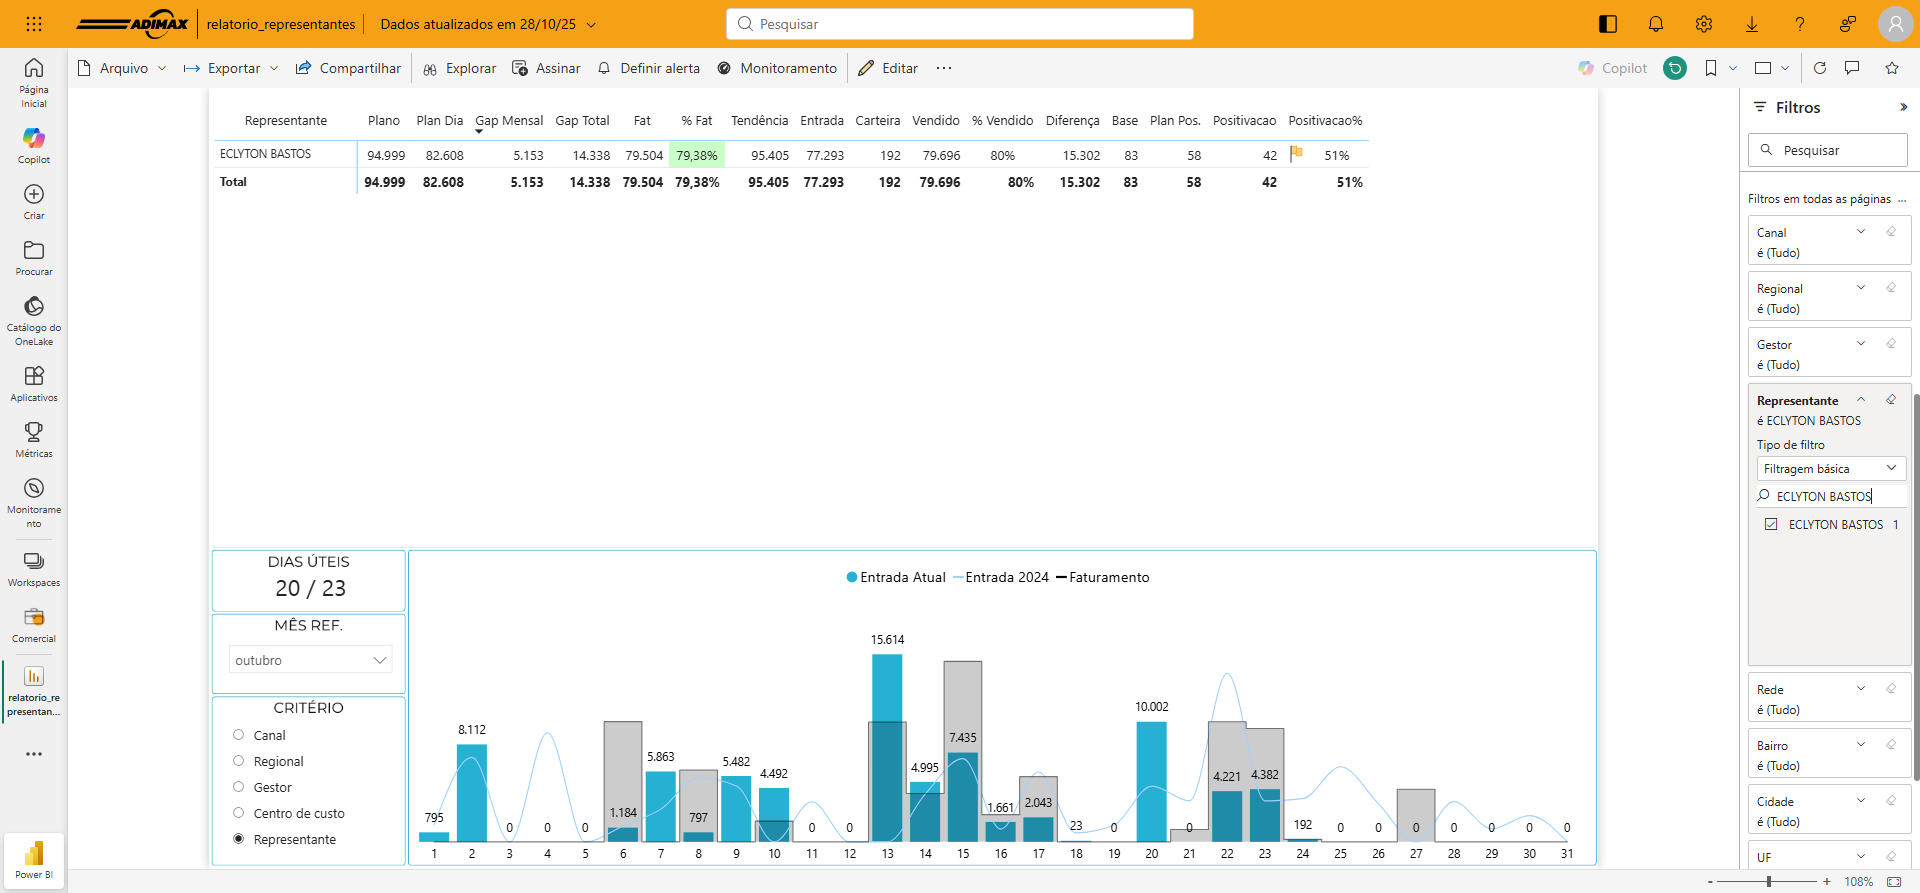 ADIMAX
relatorio_representantes
Dados atualizados em 28/10/25
Pesquisar
Arquivo
Exportar
Compartilhar
Explorar
Assinar
Definir alerta
Monitoramento
Editar
Copilot
Página Inicial
Copilot
Criar
Procurar
Catálogo do OneLake
Aplicativos
Métricas
Monitoramento
Workspaces
Comercial
relatorio_representan...
Power BI
Representante Plano Plan Dia Gap Mensal Gap Total Fat % Fat Tendência Entrada Carteira Vendido % Vendido Diferença Base Plan Pos. Positivacao Positivacao%
ECLYTON BASTOS 94.999 82.608 5.153 14.338 79.504 79,38% 95.405 77.293 192 79.696 80% 15.302 83 58 42 51%
Total 94.999 82.608 5.153 14.338 79.504 79,38% 95.405 77.293 192 79.696 80% 15.302 83 58 42 51%
DIAS ÚTEIS
20 / 23
MÊS REF.
outubro
CRITÉRIO
Canal
Regional
Gestor
Centro de custo
Representante
Entrada Atual Entrada 2024 Faturamento
795 8.112 0 0 0 1.184 5.863 797 5.482 4.492 0 0 15.614 4.995 7.435 1.661 2.043 23 0 10.002 0 4.221 4.382 192 0 0 0 0 0 0 0
1 2 3 4 5 6 7 8 9 10 11 12 13 14 15 16 17 18 19 20 21 22 23 24 25 26 27 28 29 30 31
Filtros
Pesquisar
Filtros em todas as páginas ...
Canal
é (Tudo)
Regional
é (Tudo)
Gestor
é (Tudo)
Representante
é ECLYTON BASTOS
Tipo de filtro
Filtragem básica
ECLYTON BASTOS
ECLYTON BASTOS 1
Rede
é (Tudo)
Bairro
é (Tudo)
Cidade
é (Tudo)
UF
- + 108%